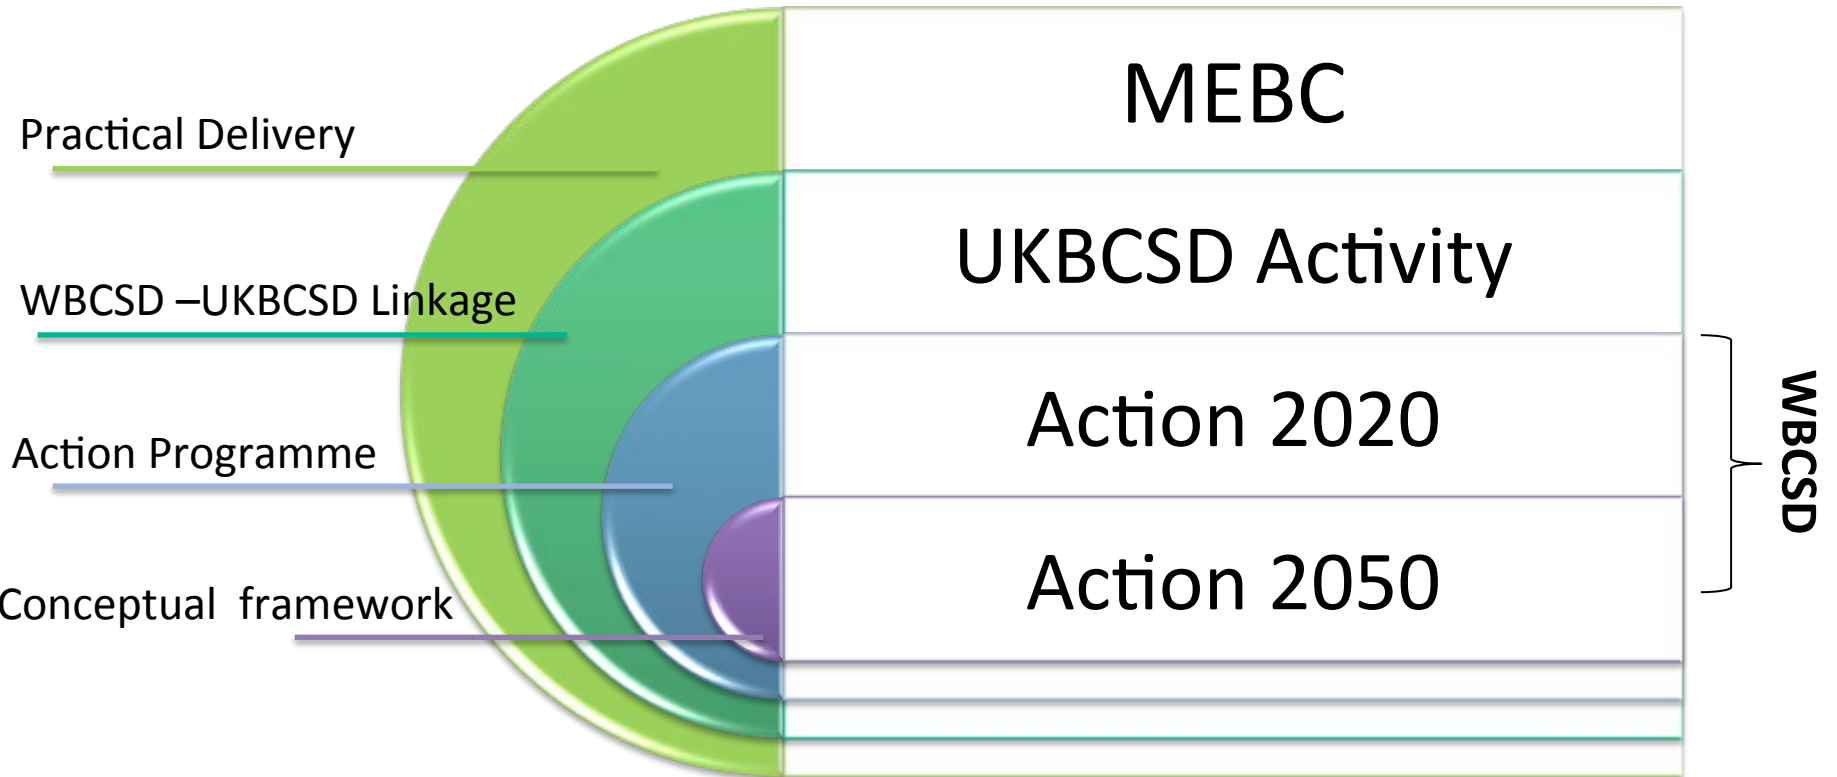 MEBC
Practical Delivery
UKBCSD Activity
WBCSD –UKBCSD Linkage
Action 2020
WBCSD
Action Programme
Action 2050
Conceptual framework